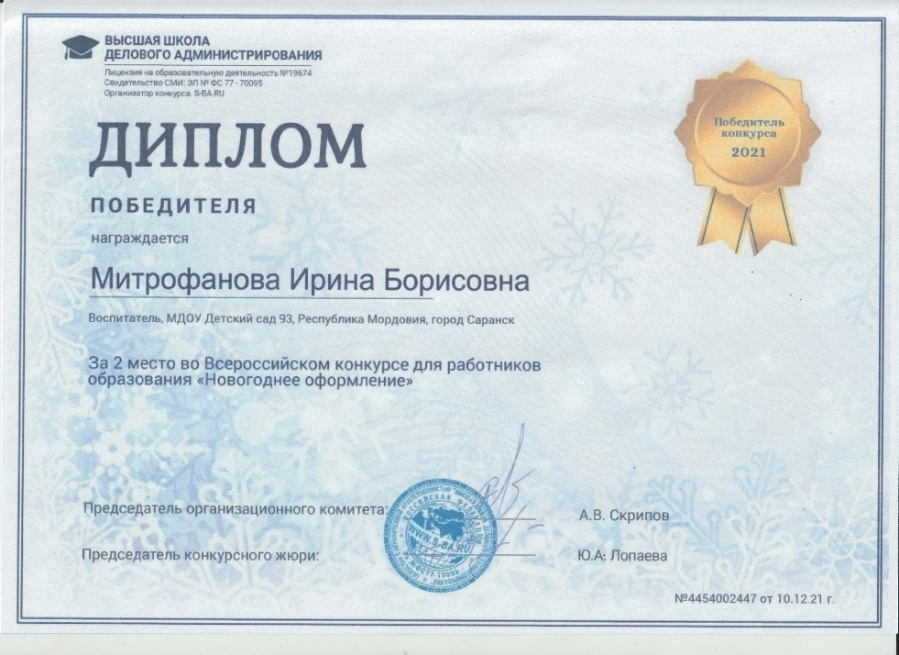 ВЫСШАЯ ШКОЛА
ДЕЛОВОГО АДМИНИСТРИРОВАНИЯ
Лицензия на образовательную деятельность №19674
Свидетельство СМИ: ЭЛ № ФС 77 - 70095
Организатор конкурса. S-BA.RU
Победитель
конкурса
2021
ДИПЛОМ
ПОБЕДИТЕЛЯ
награждается
Митрофанова Ирина Борисовна
Воспитатель, МДОУ Детский сад 93, Республика Мордовия, город Саранск
За 2 место во Всероссийском конкурсе для работников
образования «Новогоднее оформление»
Председатель организационного комитета:
А.В. Скрипов
WWW.S-BA.RU
Председатель конкурсного жюри:
Ю.А. Лопаева
№4454002447 от 10.12.21 г.